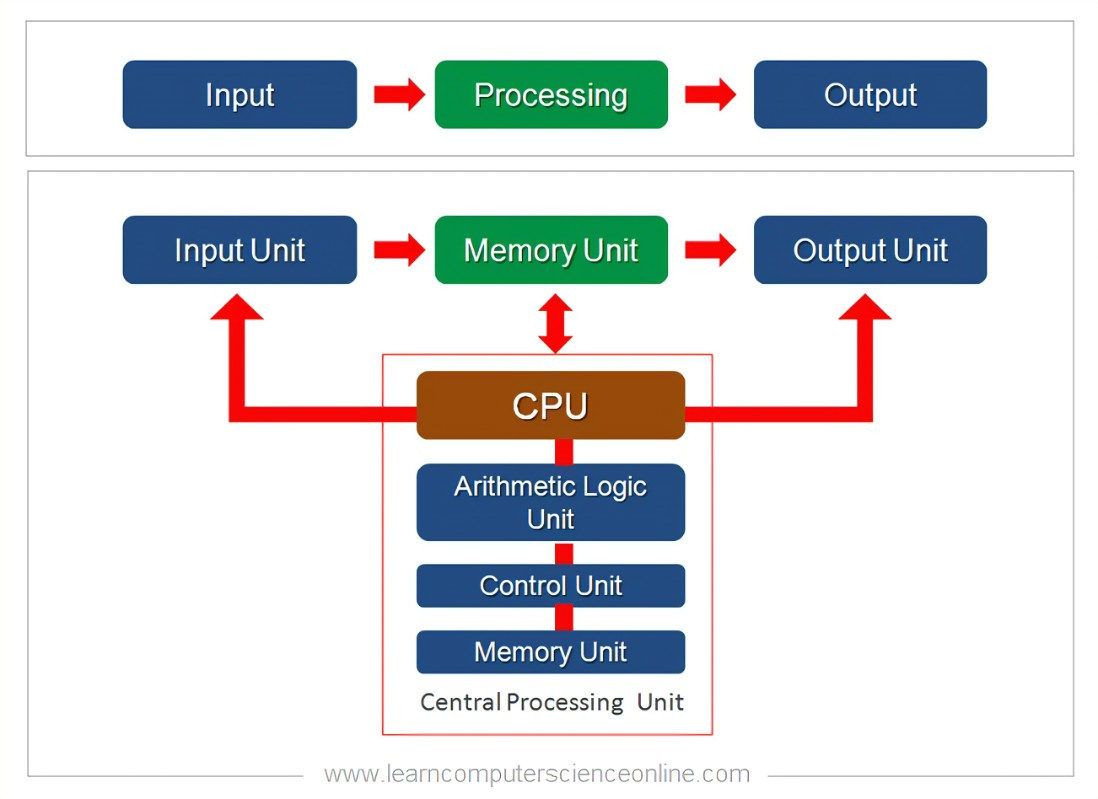 Input
Processing
Output
Input Unit
Memory Unit
Output Unit
CPU
Arithmetic Logic
Unit
Control Unit
Memory Unit
Central Processing Unit
www.learncomputerscienceonline.com